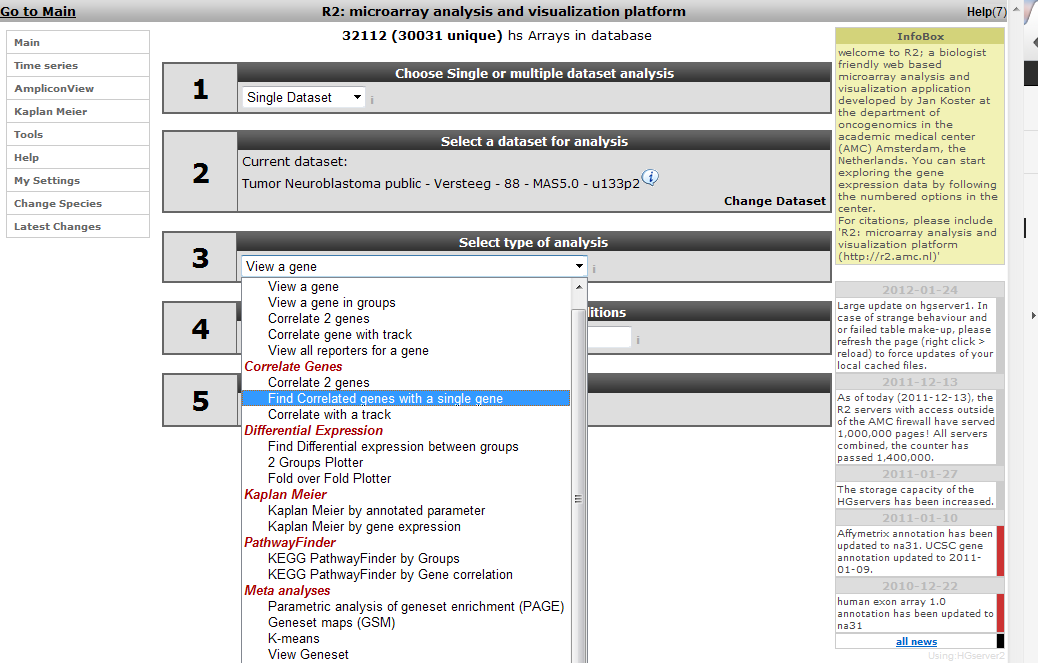 Go to Main
R2: microarray analysis and visualization platform
Help(7)
32112 (30031 unique) hs Arrays in database
Main
Time series
AmpliconView
Kaplan Meier
Tools
Help
My Settings
Change Species
Latest Changes
1
Choose Single or multiple dataset analysis
Single Dataset
i
2
Select a dataset for analysis
Current dataset:
Tumor Neuroblastoma public - Versteeg - 88 - MAS5.0 - u133p2
i
Change Dataset
3
Select type of analysis
View a gene
i
4
ditions
i
5
View a gene
View a gene in groups
Correlate 2 genes
Correlate gene with track
View all reporters for a gene
Correlate Genes
Correlate 2 genes
Find Correlated genes with a single gene
Correlate with a track
Differential Expression
Find Differential expression between groups
2 Groups Plotter
Fold over Fold Plotter
Kaplan Meier
Kaplan Meier by annotated parameter
Kaplan Meier by gene expression
PathwayFinder
KEGG PathwayFinder by Groups
KEGG PathwayFinder by Gene correlation
Meta analyses
Parametric analysis of geneset enrichment (PAGE)
Geneset maps (GSM)
K-means
View Geneset
InfoBox
welcome to R2; a biologist
friendly web based
microarray analysis and
visualization application
developed by Jan Koster at
the department of
oncogenomics in the
academic medical center
(AMC) Amsterdam, the
Netherlands. You can start
exploring the gene
expression data by following
the numbered options in the
center.
For citations, please include
'R2: microarray analysis and
visualization platform
(http://r2.amc.nl)'
2012-01-24
Large update on hgserver1. In
case of strange behaviour and
or failed table make-up, please
refresh the page (right click >
reload) to force updates of your
local cached files.
2011-12-13
As of today (2011-12-13), the
R2 servers with access outside
of the AMC firewall have served
1,000,000 pages! All servers
combined, the counter has
passed 1,400.000.
2011-01-27
The storage capacity of the
HGservers has been increased.
2011-01-10
Affymetrix annotation has been
updated to na31. UCSC gene
annotation updated to 2011-
01-09.
2010-12-22
human exon array 1.0
annotation has been updated to
na31
all news
Using:HGserver2